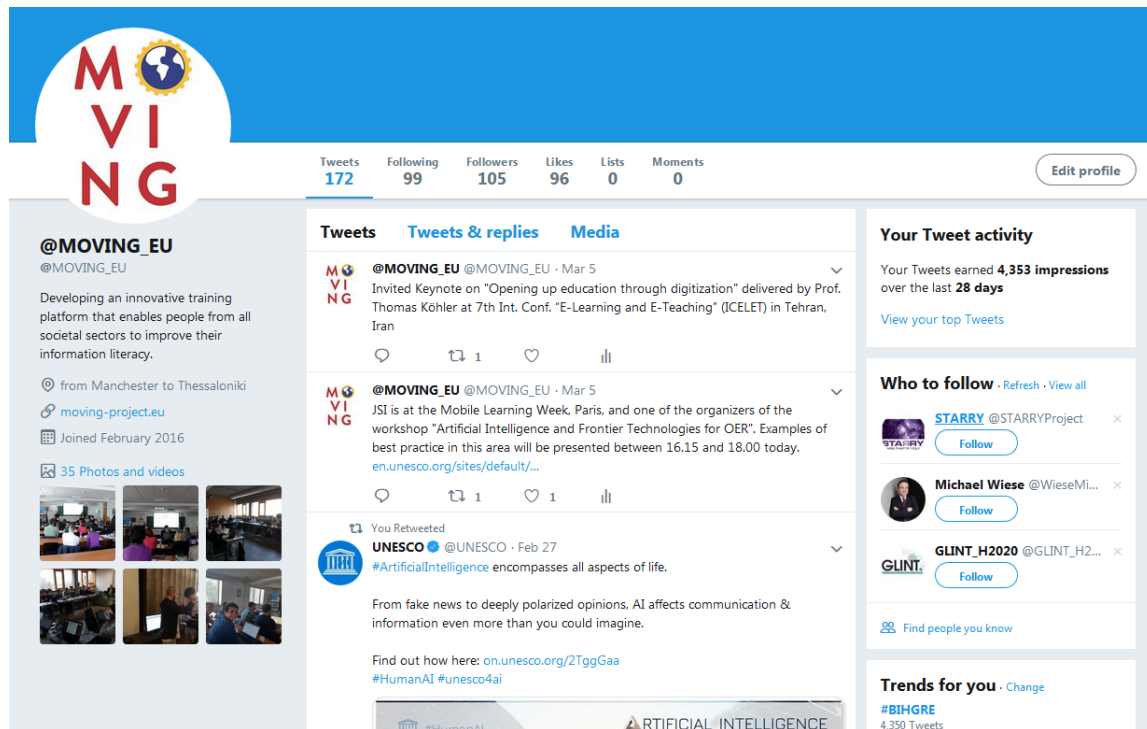 M
VI
NG
Tweets Following Followers Likes Lists Moments
172 99 105 96 0 0
Edit profile
@MOVING_EU
@MOVING_EU
Developing an innovative training
platform that enables people from all
societal sectors to improve their
information literacy.
from Manchester to Thessaloniki
moving-project.eu
Joined February 2016
35 Photos and videos
Tweets Tweets & replies Media
M
VI
NG
@MOVING_EU @MOVING_EU · Mar 5
Invited Keynote on "Opening up education through digitization" delivered by Prof.
Thomas Köhler at 7th Int. Conf. "E-Learning and E-Teaching" (ICELET) in Tehran,
Iran
1
M
VI
NG
@MOVING_EU @MOVING_EU · Mar 5
JSI is at the Mobile Learning Week, Paris, and one of the organizers of the
workshop "Artificial Intelligence and Frontier Technologies for OER". Examples of
best practice in this area will be presented between 16.15 and 18.00 today.
en.unesco.org/sites/default/...
1 1
You Retweeted
UNESCO @UNESCO · Feb 27
#ArtificialIntelligence encompasses all aspects of life.
From fake news to deeply polarized opinions, AI affects communication &
information even more than you could imagine.
Find out how here: on.unesco.org/2TggGaa
#HumanAI #unesco4ai
#HumanAI
ARTIFICIAL INTELLIGENCE
Your Tweet activity
Your Tweets earned 4,353 impressions
over the last 28 days
View your top Tweets
Who to follow · Refresh · View all
STARRY
STARRY @STARRYProject
Follow
Michael Wiese @WieseMi...
Follow
GLINT.
GLINT_H2020 @GLINT_H2...
Follow
Find people you know
Trends for you · Change
#BIHGRE
4,350 Tweets